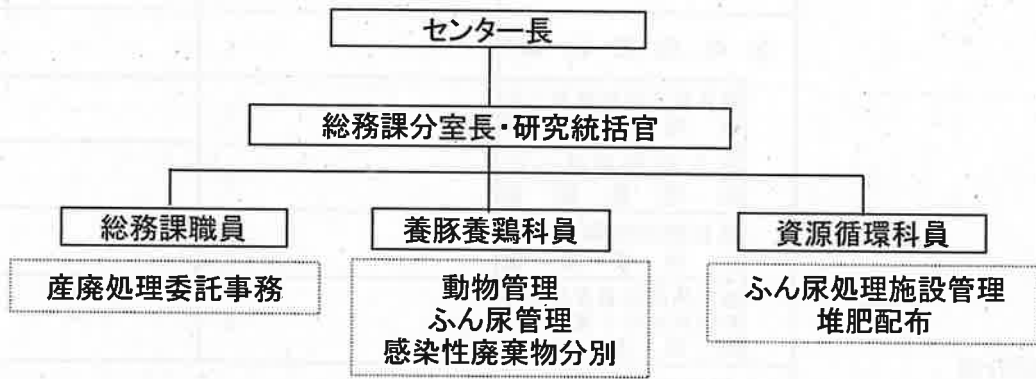 センター長
総務課分室長・研究統括官
総務課職員
養豚養鶏科員
資源循環科員
産廃処理委託事務
動物管理
ふん尿管理
感染性廃棄物分別
ふん尿処理施設管理
堆肥配布